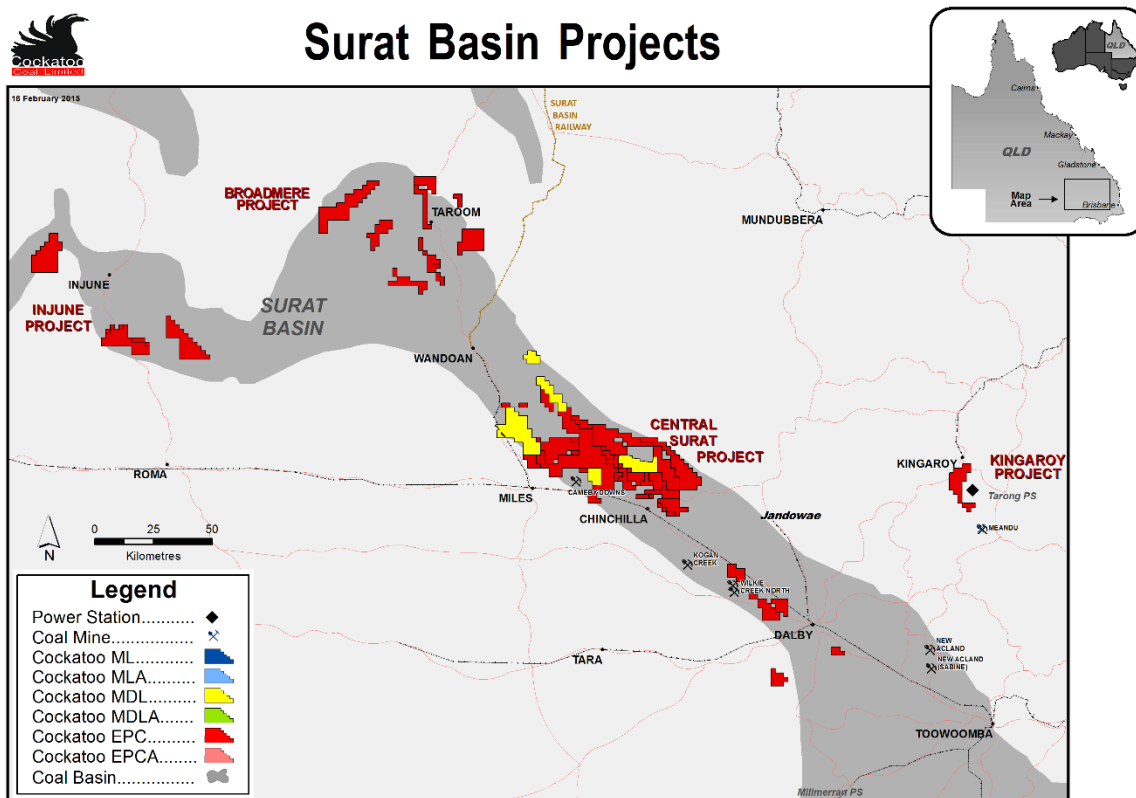 Cockatoo
Coal Limited
Surat Basin Projects
QLD
Cairns
Mackay
QLD
Gladstone
Map
Area
Brisbane
16 February 2015
SURAT
BASIN
RAILWAY
BROADMERE
PROJECT
TAROOM
MUNDUBBERA
INJUNE
SURAT
BASIN
INJUNE
PROJECT
WANDOAN
CENTRAL
SURAT
PROJECT
KINGAROY
KINGAROY
PROJECT
ROMA
Tarong PS
MILES
CAMEBY DOWNS
CHINCHILLA
Jandowae
MEANDU
N
0 25 50
Kilometres
KOGAN
CREEK
WILKIE
CREEK NORTH
DALBY
TARA
NEW
ACLAND
NEW ACLAND
(SABINE)
TOOWOOMBA
Millmerran PS
Legend
Power Station...........
Coal Mine.................
Cockatoo ML...........
Cockatoo MLA.........
Cockatoo MDL.........
Cockatoo MDLA.......
Cockatoo EPC.........
Cockatoo EPCA.......
Coal Basin...............